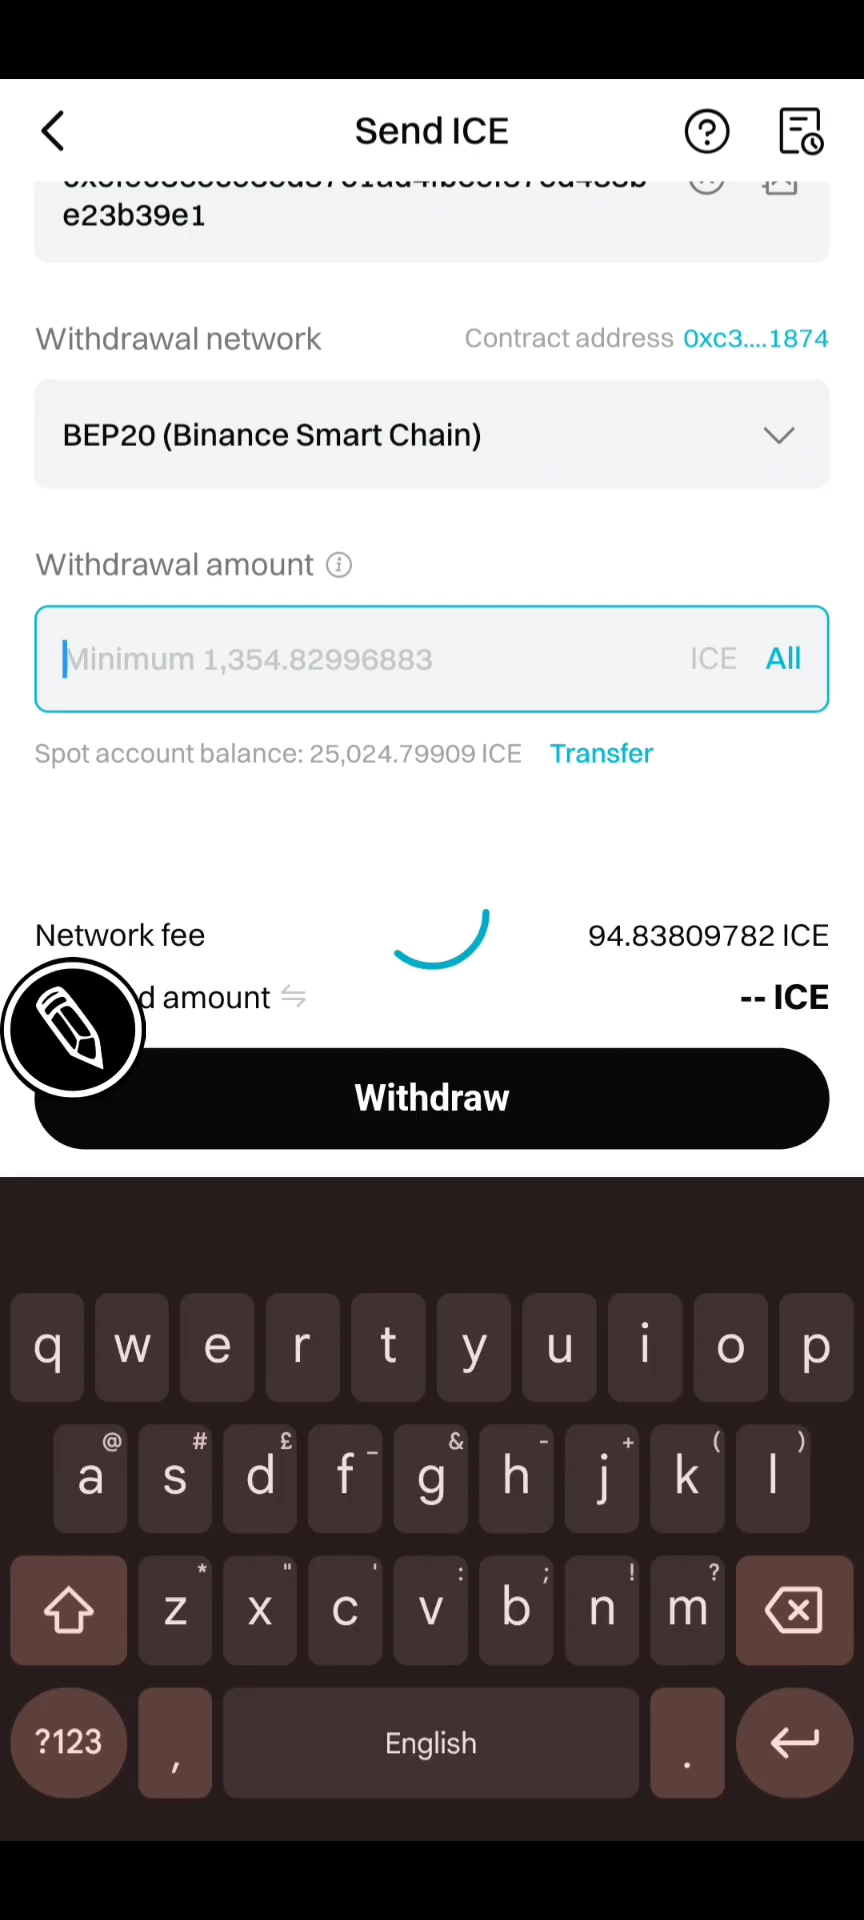 Send ICE
e23b39e1
Withdrawal network
Contract address 0xc3....1874
BEP20 (Binance Smart Chain)
Withdrawal amount
Minimum 1,354.82996883 ICE All
Spot account balance: 25,024.79909 ICE Transfer
Network fee 94.83809782 ICE
d amount -- ICE
Withdraw
q w e r t y u i o p
@ # £ _ & - + ( )
a s d f g h j k l
* " ' : ; ! ?
z x c v b n m
?123 , English .